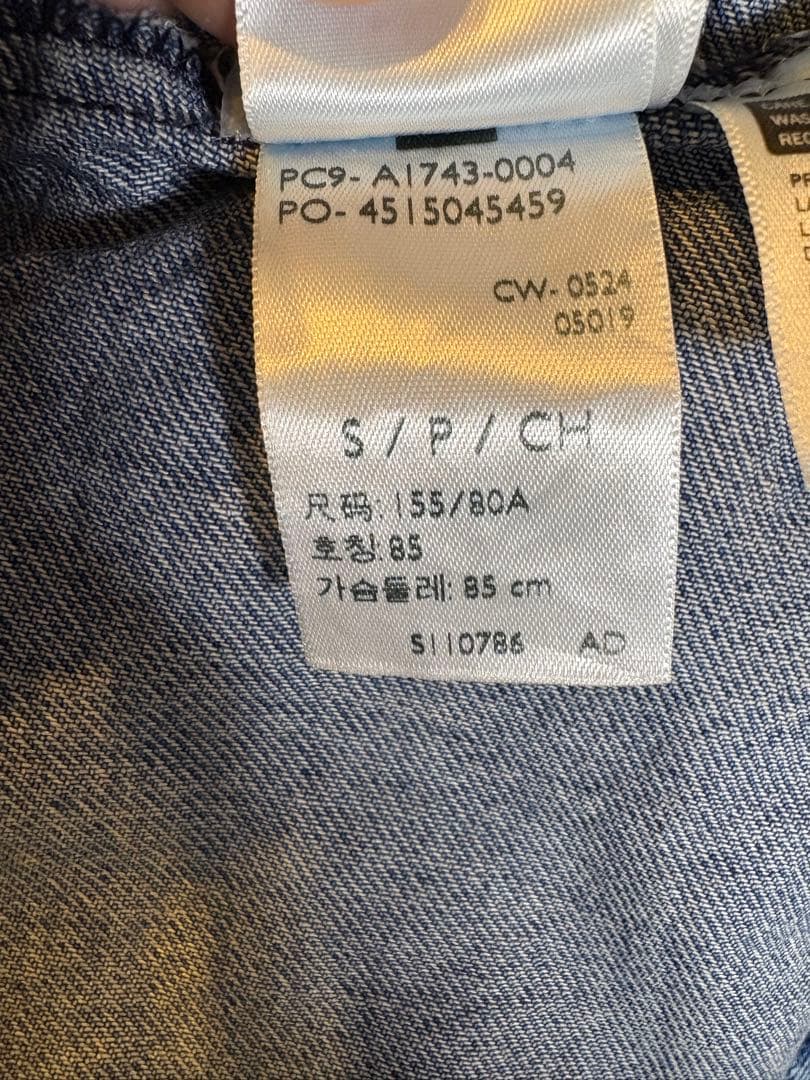 PC9- A1743-0004
PO- 4515045459
CW- 0524
05019
S / P / CH
尺码: 155/80A
호칭: 85
가슴둘레: 85 cm
S110786 AD